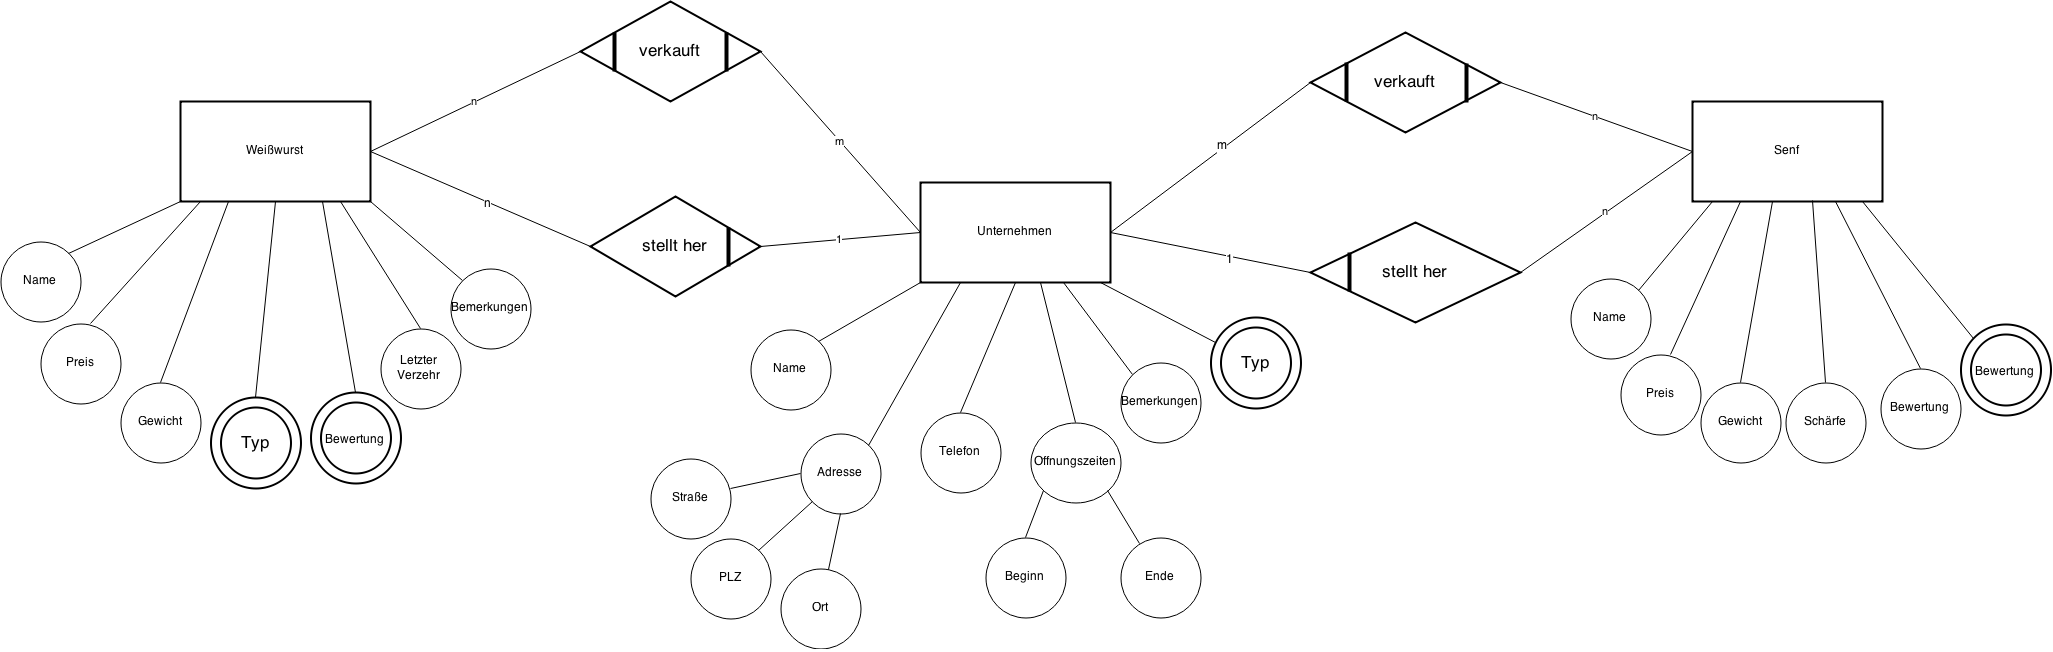 verkauft
verkauft
n
n
m
m
Weißwurst
Senf
n
n
Unternehmen
1
stellt her
1
stellt her
Name
Preis
Gewicht
Typ
Bewertung
Letzter
Verzehr
Bemerkungen
Name
Adresse
Straße
PLZ
Ort
Telefon
Offnungszeiten
Beginn
Ende
Bemerkungen
Typ
Name
Preis
Gewicht
Schärfe
Bewertung
Bewertung